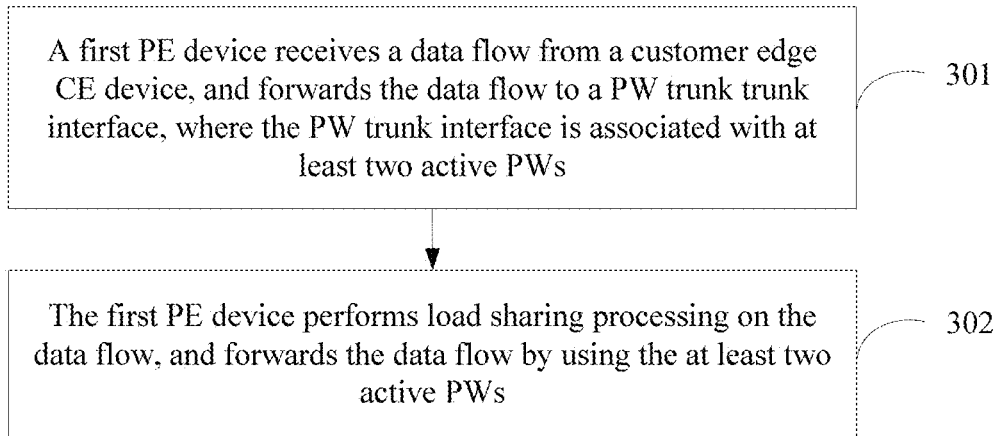 A first PE device receives a data flow from a customer edge
CE device, and forwards the data flow to a PW trunk trunk
interface, where the PW trunk interface is associated with at
least two active PWs
301
The first PE device performs load sharing processing on the
data flow, and forwards the data flow by using the at least two
active PWs
302